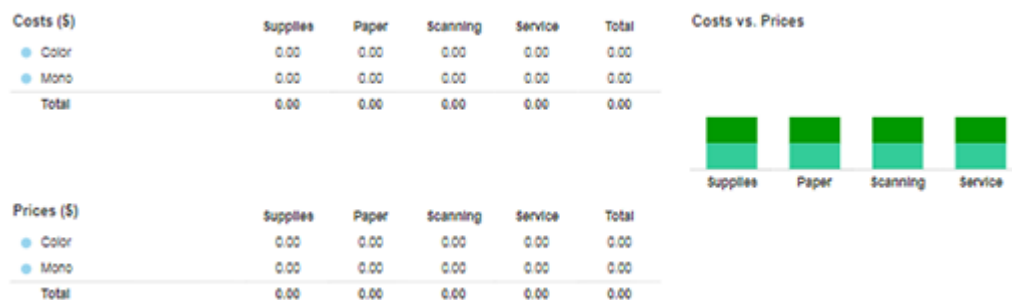 Costs ($) Supplies Paper Scanning Service Total
Color 0.00 0.00 0.00 0.00 0.00
Mono 0.00 0.00 0.00 0.00 0.00
Total 0.00 0.00 0.00 0.00 0.00
Prices ($) Supplies Paper Scanning Service Total
Color 0.00 0.00 0.00 0.00 0.00
Mono 0.00 0.00 0.00 0.00 0.00
Total 0.00 0.00 0.00 0.00 0.00
Costs vs. Prices
Supplies Paper Scanning Service